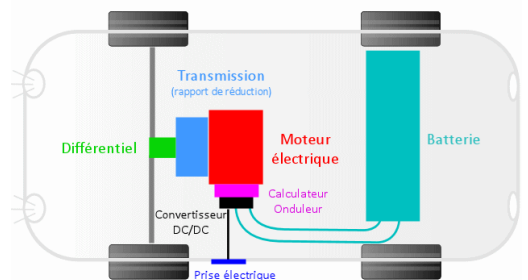 Transmission
(rapport de réduction)
Différentiel
Moteur
électrique
Batterie
Calculateur
Onduleur
Convertisseur
DC/DC
Prise électrique